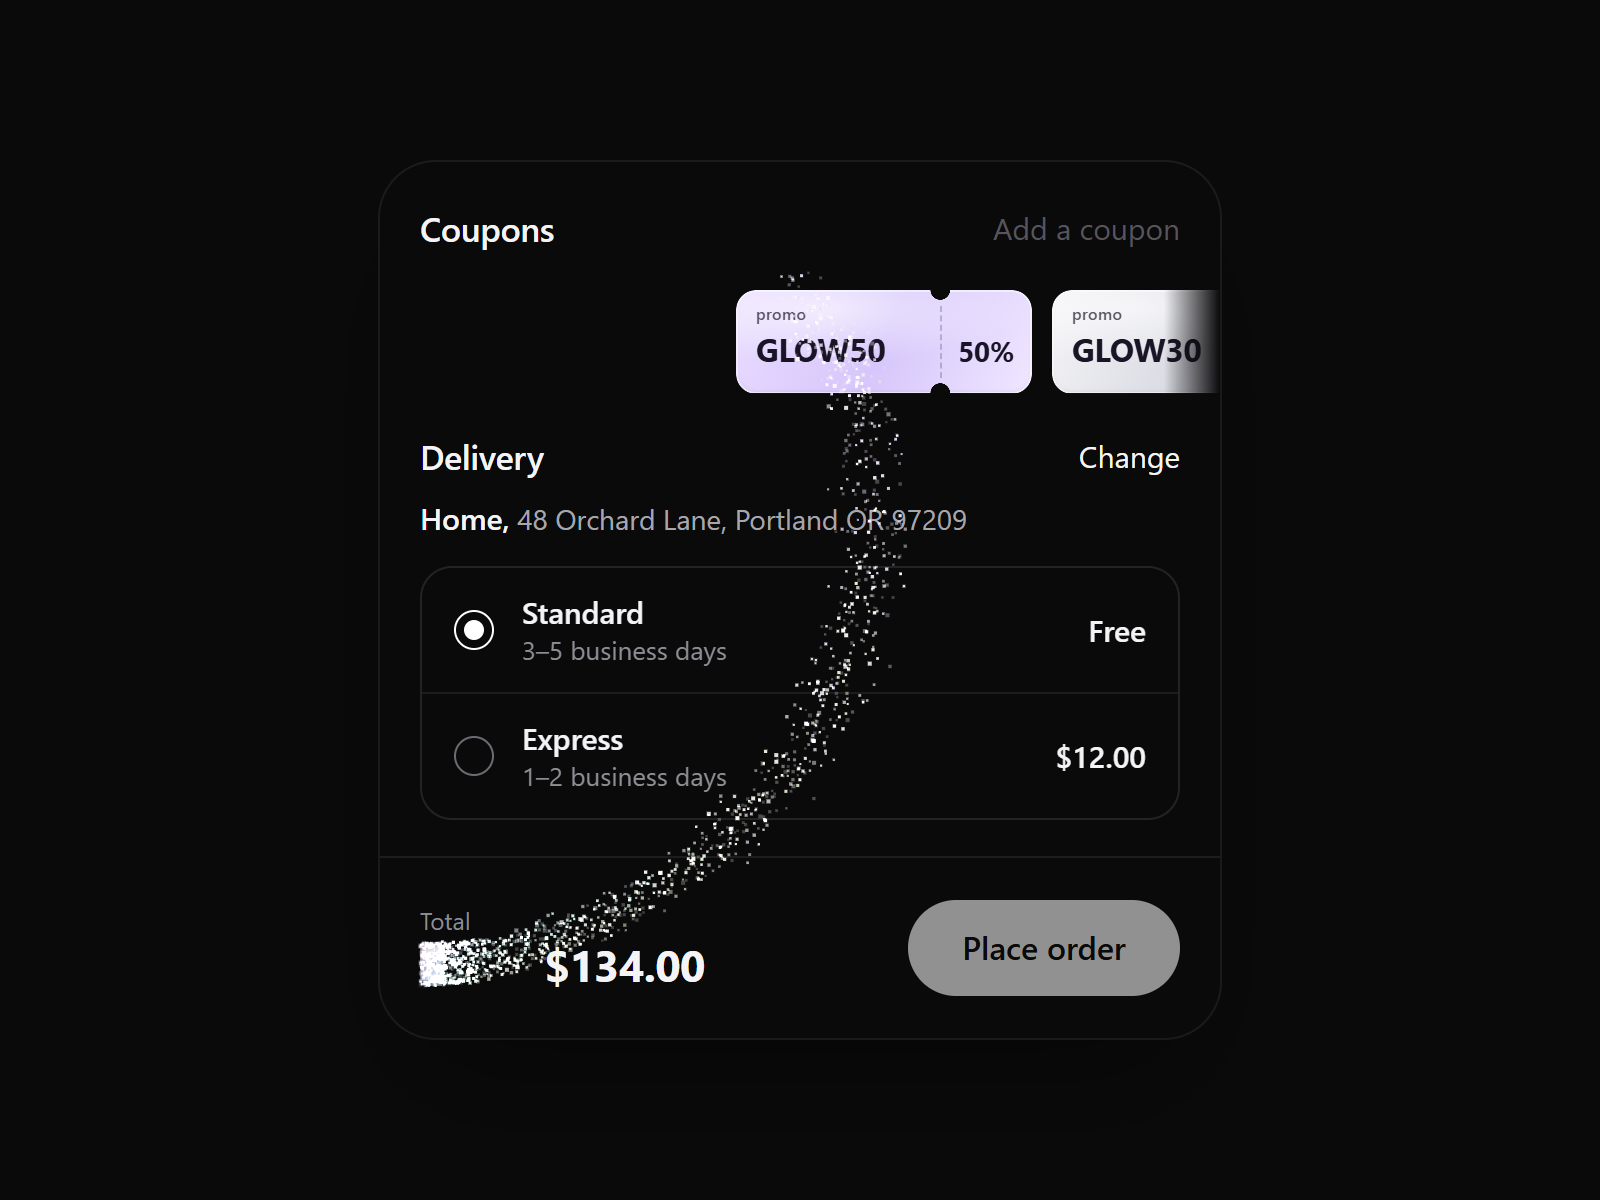 Coupons
Add a coupon
promo
GLOW50
50%
promo
GLOW30
Delivery
Change
Home, 48 Orchard Lane, Portland OR 97209
Standard
3–5 business days
Free
Express
1–2 business days
$12.00
Total
$134.00
Place order